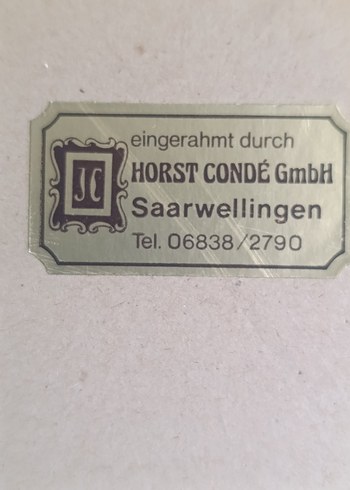 eingerahmt durch
HORST CONDÉ GmbH
JC
Saarwellingen
Tel. 06838/2790